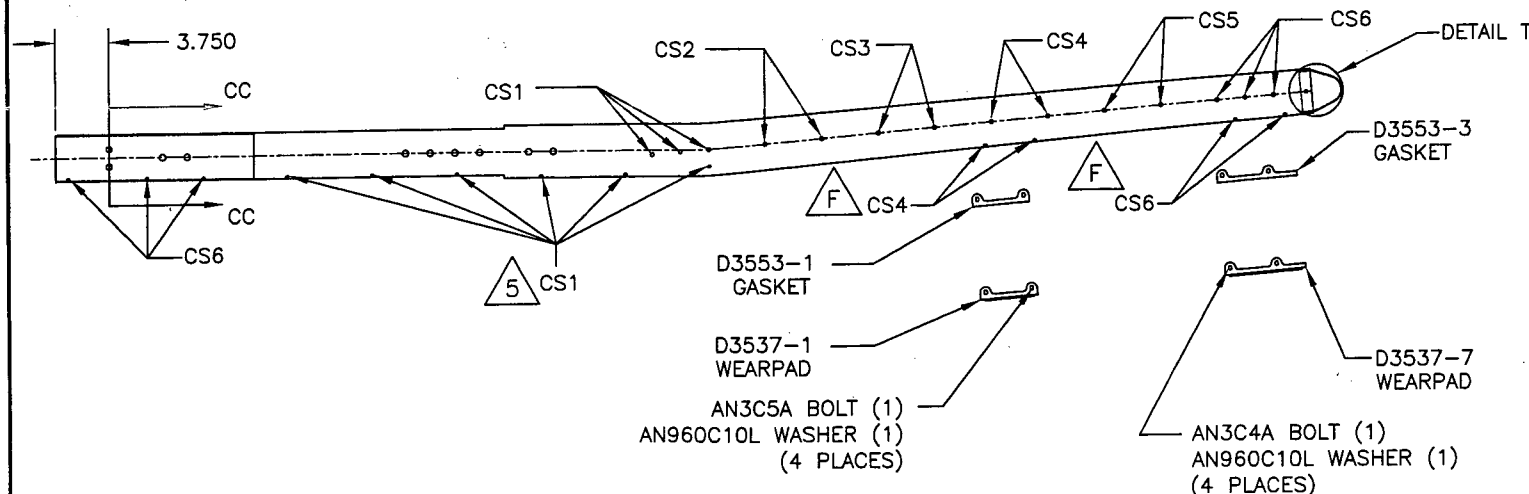 3.750
CC
CS1
CS2
CS3
CS4
CS5
CS6
DETAIL T
D3553-3
GASKET
F
F
CS4
CS6
CC
CS6
5
CS1
D3553-1
GASKET
D3537-1
WEARPAD
D3537-7
WEARPAD
AN3C5A BOLT (1)
AN960C10L WASHER (1)
(4 PLACES)
AN3C4A BOLT (1)
AN960C10L WASHER (1)
(4 PLACES)